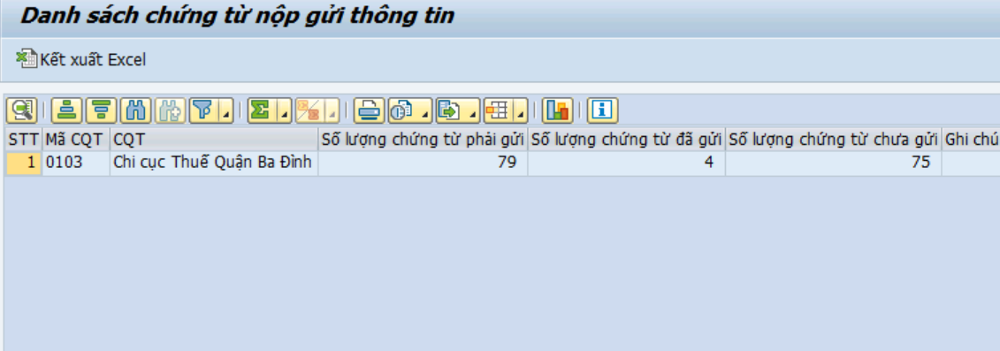 Danh sách chứng từ nộp gửi thông tin
Kết xuất Excel
STT Mã CQT CQT Số lượng chứng từ phải gửi Số lượng chứng từ đã gửi Số lượng chứng từ chưa gửi Ghi chú
1 0103 Chi cục Thuế Quận Ba Đình 79 4 75